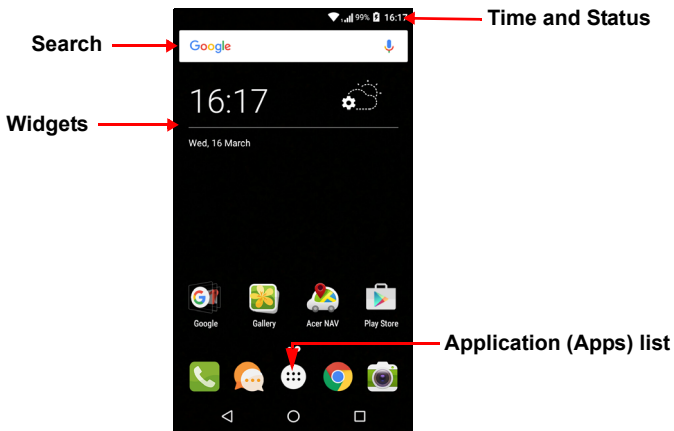 99% 16:17
Time and Status
Search
Google
16:17
Widgets
Wed, 16 March
Google Gallery Acer NAV Play Store
Application (Apps) list